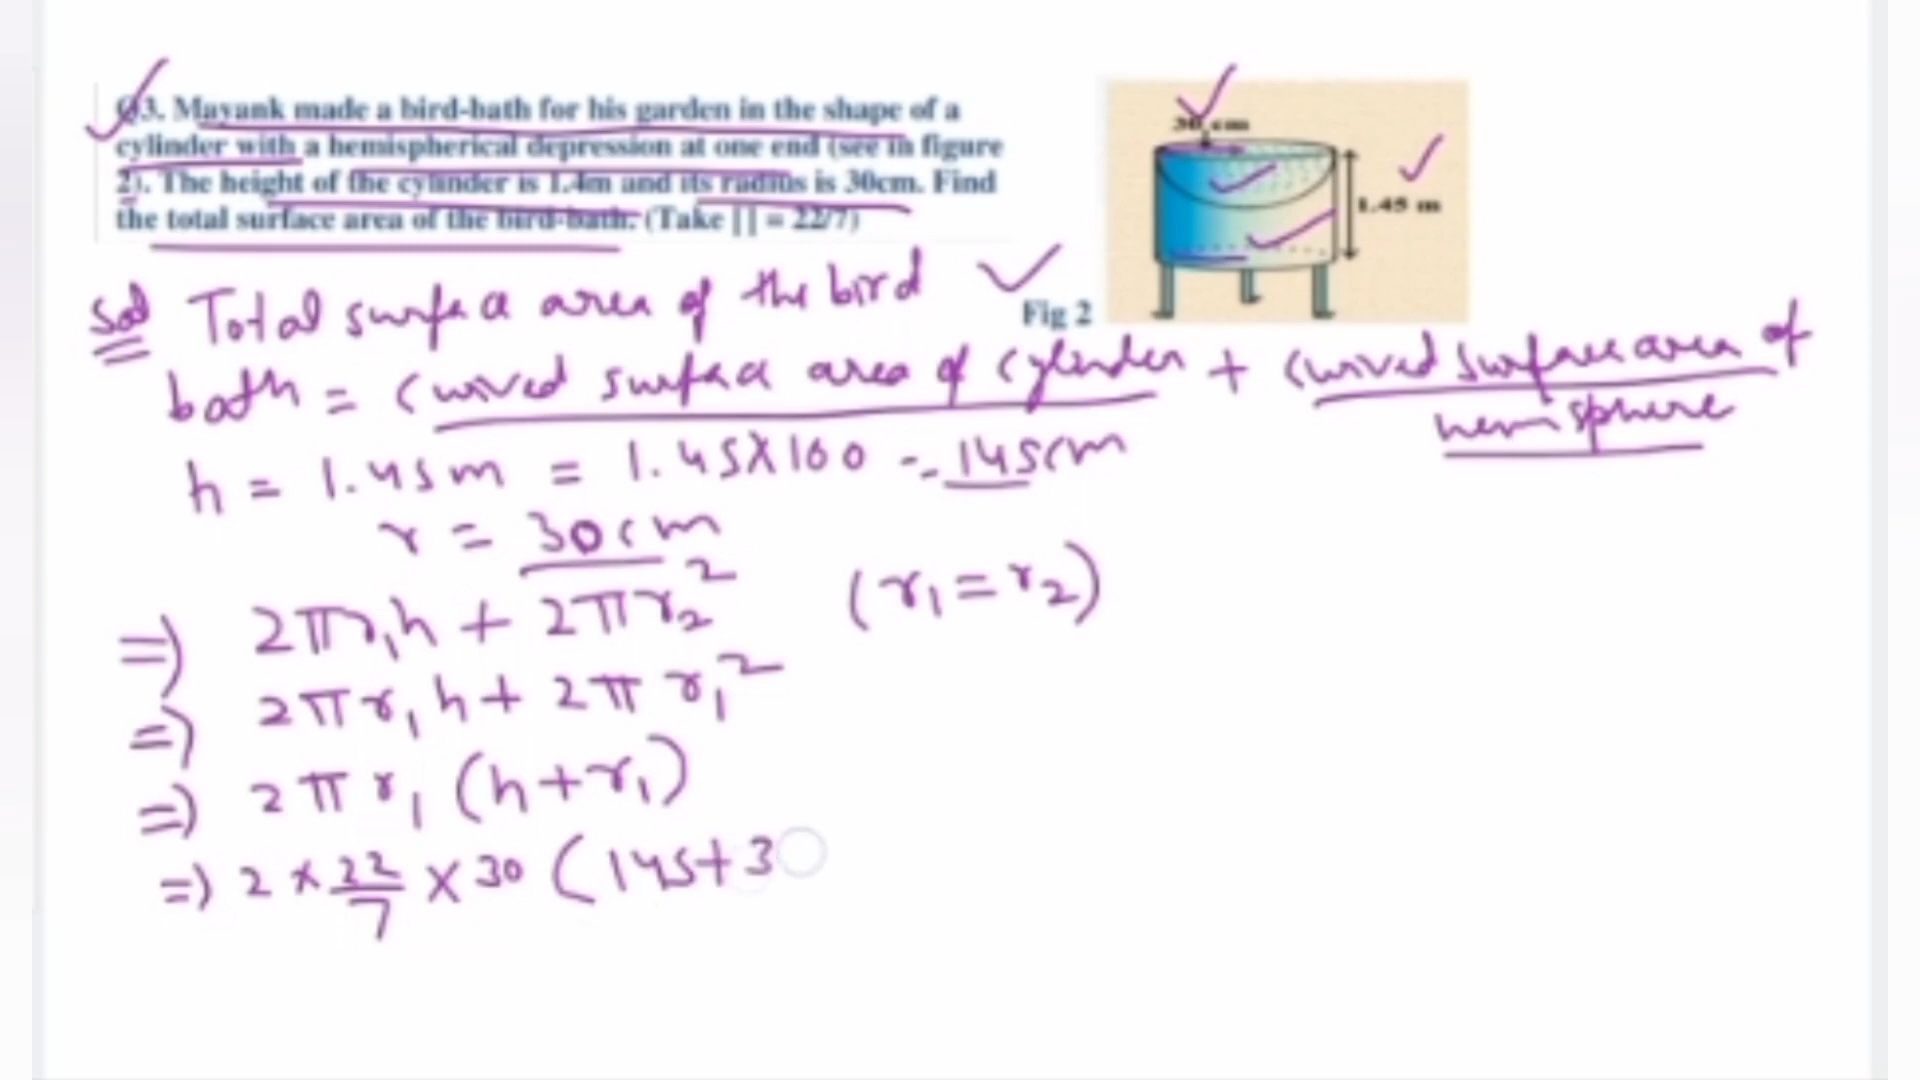 Q3. Mayank made a bird-bath for his garden in the shape of a
cylinder with a hemispherical depression at one end (see in figure
2). The height of the cylinder is 1.4m and its radius is 30cm. Find
the total surface area of the bird-bath. (Take ∏ = 22/7)
30 cm
1.45 m
Fig 2
Sol Total surface area of the bird
bath = curved surface area of cylinder + curved surface area of
hemisphere
h = 1.45m = 1.45X100 = 145cm
r = 30cm
=) 2πr₁h + 2πr₂² (r₁=r₂)
=) 2πr₁h + 2πr₁²
=) 2πr₁ (h+r₁)
=) 2 × 22/7 × 30 (145+3